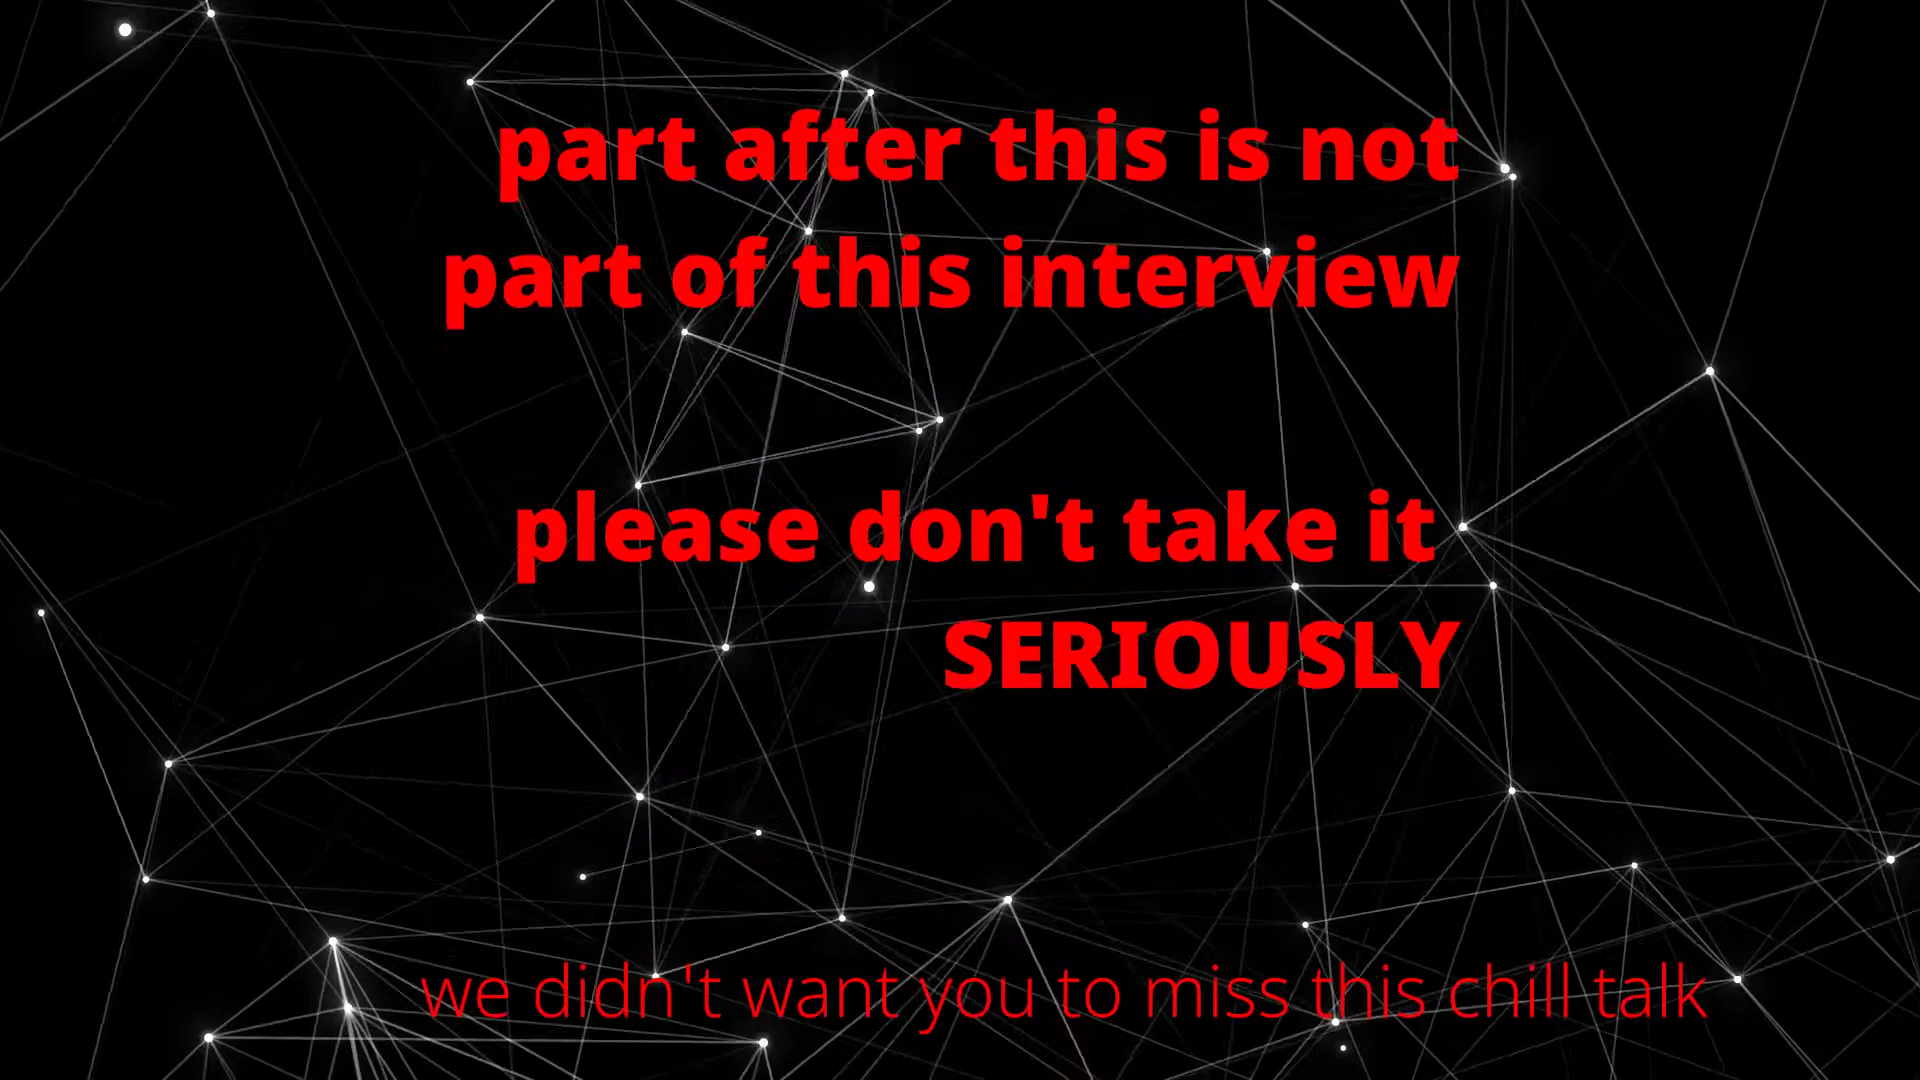 part after this is not
part of this interview
please don't take it
SERIOUSLY
we didn't want you to miss this chill talk